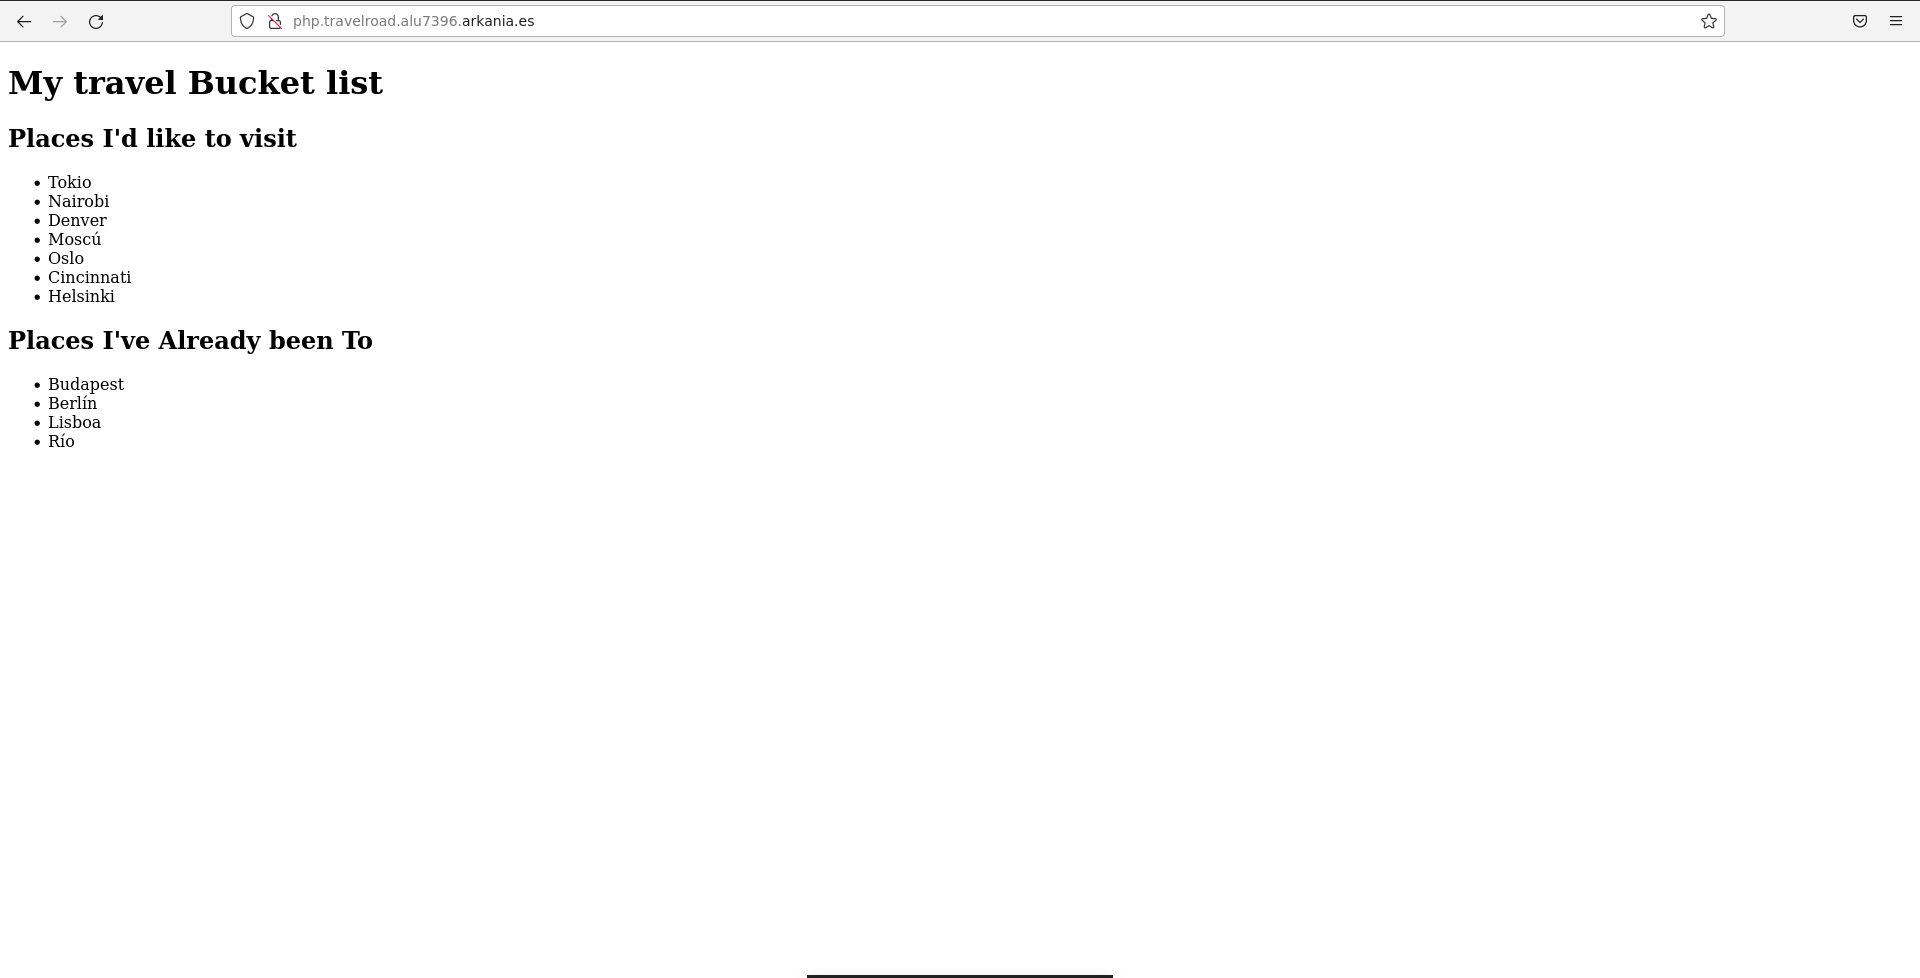 php.travelroad.alu7396.arkania.es
My travel Bucket list
Places I'd like to visit
Tokio
Nairobi
Denver
Moscú
Oslo
Cincinnati
Helsinki
Places I've Already been To
Budapest
Berlín
Lisboa
Río